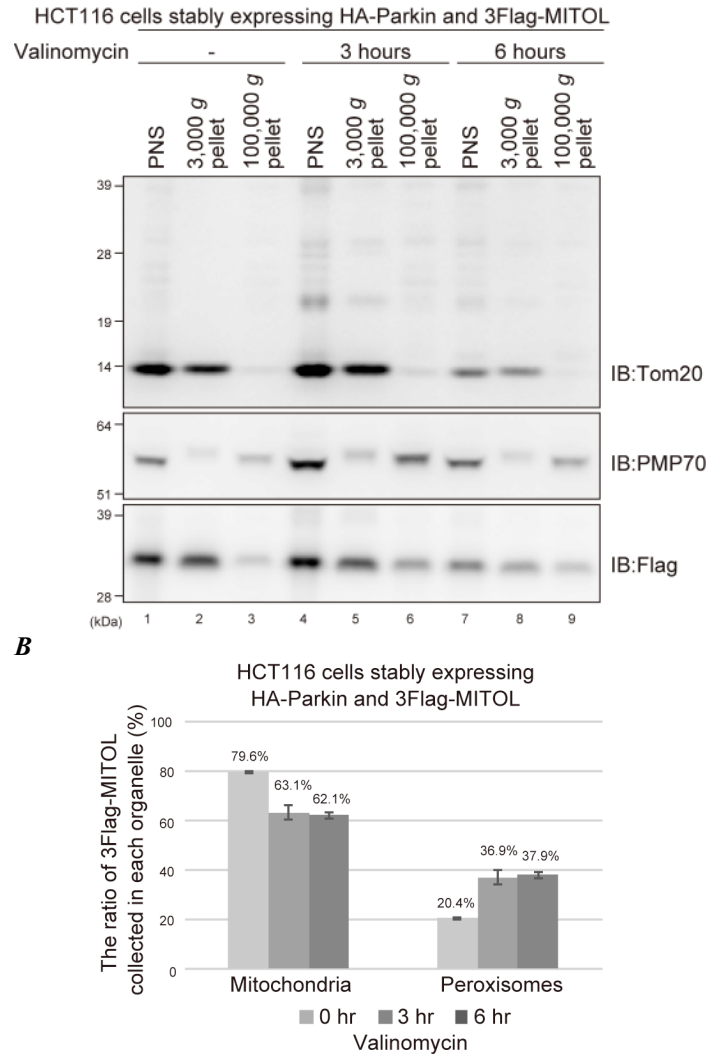 HCT116 cells stably expressing HA-Parkin and 3Flag-MITOL
Valinomycin - 3 hours 6 hours
PNS 3,000 g pellet 100,000 g pellet PNS 3,000 g pellet 100,000 g pellet PNS 3,000 g pellet 100,000 g pellet
39
28
19
14
IB:Tom20
64
IB:PMP70
51
39
IB:Flag
28
(kDa) 1 2 3 4 5 6 7 8 9
B
HCT116 cells stably expressing
HA-Parkin and 3Flag-MITOL
The ratio of 3Flag-MITOL
collected in each organelle (%)
100
80
60
40
20
0
79.6%
63.1%
62.1%
20.4%
36.9%
37.9%
Mitochondria Peroxisomes
0 hr 3 hr 6 hr
Valinomycin